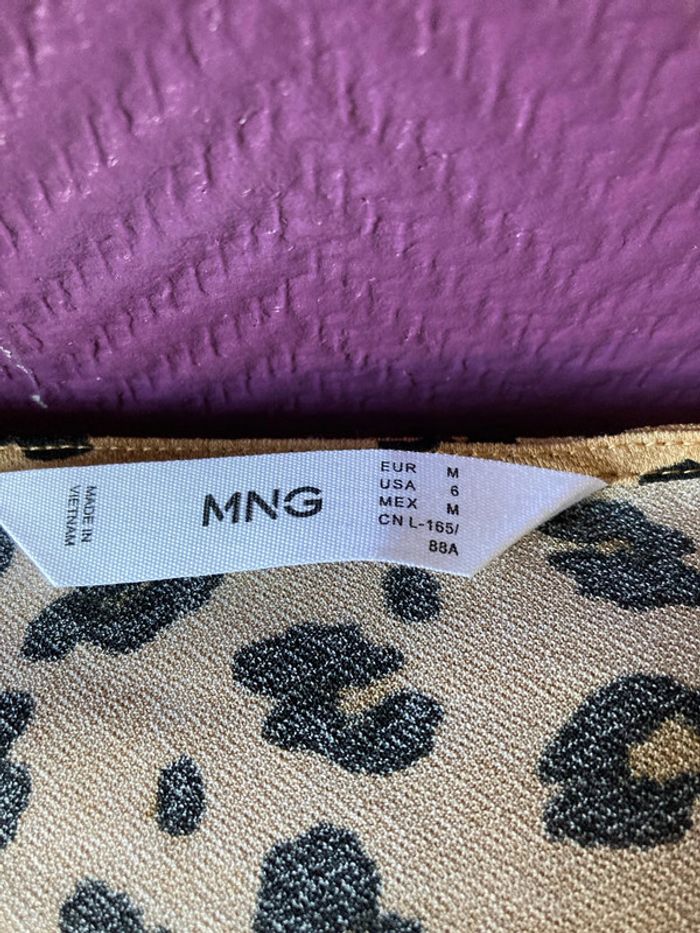 MADE IN
VIETNAM
MNG
EUR M
USA 6
MEX M
CN L-165/
88A